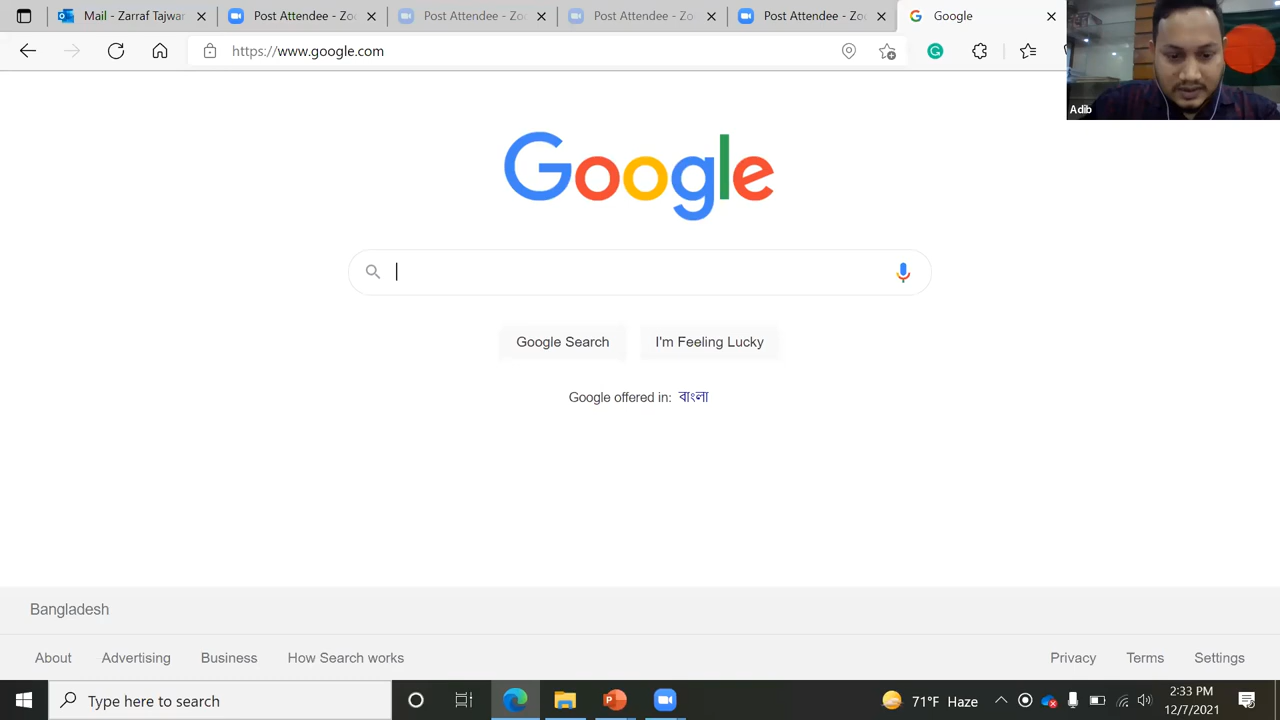 Mail - Zarraf Tajwar
Post Attendee - Zoo
Post Attendee - Zoo
Post Attendee - Zo
Post Attendee - Zo
Google
https://www.google.com
Adib
Google
Google Search
I'm Feeling Lucky
Google offered in: বাংলা
Bangladesh
About
Advertising
Business
How Search works
Privacy
Terms
Settings
Type here to search
71°F Haze
2:33 PM
12/7/2021